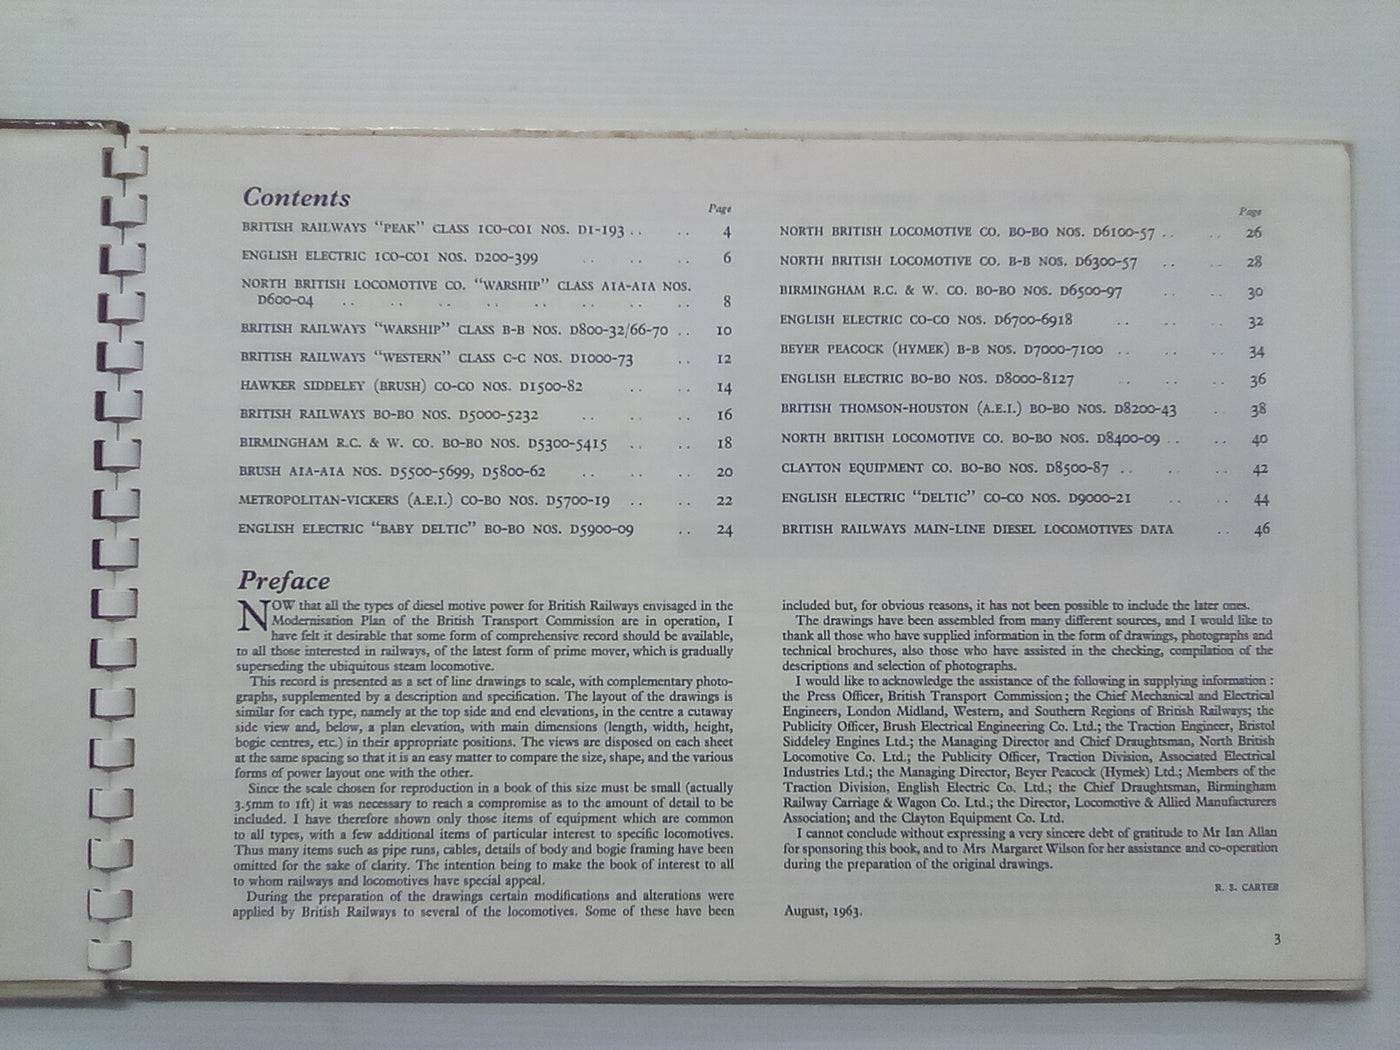 Contents
Page
BRITISH RAILWAYS “PEAK” CLASS 1CO-CO1 NOS. D1-193 .. .. 4
ENGLISH ELECTRIC 1CO-CO1 NOS. D200-399 .. .. .. 6
NORTH BRITISH LOCOMOTIVE CO. “WARSHIP” CLASS A1A-A1A NOS.
D600-04 .. .. .. .. .. .. .. .. 8
BRITISH RAILWAYS “WARSHIP” CLASS B-B NOS. D800-32/66-70 .. 10
BRITISH RAILWAYS “WESTERN” CLASS C-C NOS. D1000-73 .. 12
HAWKER SIDDELEY (BRUSH) CO-CO NOS. D1500-82 .. .. 14
BRITISH RAILWAYS BO-BO NOS. D5000-5232 .. .. .. 16
BIRMINGHAM R.C. & W. CO. BO-BO NOS. D5300-5415 .. .. 18
BRUSH A1A-A1A NOS. D5500-5699, D5800-62 .. .. .. 20
METROPOLITAN-VICKERS (A.E.I.) CO-BO NOS. D5700-19 .. .. 22
ENGLISH ELECTRIC “BABY DELTIC” BO-BO NOS. D5900-09 .. 24
Page
NORTH BRITISH LOCOMOTIVE CO. BO-BO NOS. D6100-57 .. .. 26
NORTH BRITISH LOCOMOTIVE CO. B-B NOS. D6300-57 .. .. 28
BIRMINGHAM R.C. & W. CO. BO-BO NOS. D6500-97 .. .. 30
ENGLISH ELECTRIC CO-CO NOS. D6700-6918 .. .. .. 32
BEYER PEACOCK (HYMEK) B-B NOS. D7000-7100 .. .. .. 34
ENGLISH ELECTRIC BO-BO NOS. D8000-8127 .. .. .. 36
BRITISH THOMSON-HOUSTON (A.E.I.) BO-BO NOS. D8200-43 .. 38
NORTH BRITISH LOCOMOTIVE CO. BO-BO NOS. D8400-09 .. .. 40
CLAYTON EQUIPMENT CO. BO-BO NOS. D8500-87 .. .. .. 42
ENGLISH ELECTRIC “DELTIC” CO-CO NOS. D9000-21 .. .. 44
BRITISH RAILWAYS MAIN-LINE DIESEL LOCOMOTIVES DATA .. 46
Preface
NOW that all the types of diesel motive power for British Railways envisaged in the
Modernisation Plan of the British Transport Commission are in operation, I
have felt it desirable that some form of comprehensive record should be available,
to all those interested in railways, of the latest form of prime mover, which is gradually
superseding the ubiquitous steam locomotive.
This record is presented as a set of line drawings to scale, with complementary photo-
graphs, supplemented by a description and specification. The layout of the drawings is
similar for each type, namely at the top side and end elevations, in the centre a cutaway
side view and, below, a plan elevation, with main dimensions (length, width, height,
bogie centres, etc.) in their appropriate positions. The views are disposed on each sheet
at the same spacing so that it is an easy matter to compare the size, shape, and the various
forms of power layout one with the other.
Since the scale chosen for reproduction in a book of this size must be small (actually
3.5mm to 1ft) it was necessary to reach a compromise as to the amount of detail to be
included. I have therefore shown only those items of equipment which are common
to all types, with a few additional items of particular interest to specific locomotives.
Thus many items such as pipe runs, cables, details of body and bogie framing have been
omitted for the sake of clarity. The intention being to make the book of interest to all
to whom railways and locomotives have special appeal.
During the preparation of the drawings certain modifications and alterations were
applied by British Railways to several of the locomotives. Some of these have been
included but, for obvious reasons, it has not been possible to include the later ones.
The drawings have been assembled from many different sources, and I would like to
thank all those who have supplied information in the form of drawings, photographs and
technical brochures, also those who have assisted in the checking, compilation of the
descriptions and selection of photographs.
I would like to acknowledge the assistance of the following in supplying information :
the Press Officer, British Transport Commission; the Chief Mechanical and Electrical
Engineers, London Midland, Western, and Southern Regions of British Railways; the
Publicity Officer, Brush Electrical Engineering Co. Ltd.; the Traction Engineer, Bristol
Siddeley Engines Ltd.; the Managing Director and Chief Draughtsman, North British
Locomotive Co. Ltd.; the Publicity Officer, Traction Division, Associated Electrical
Industries Ltd.; the Managing Director, Beyer Peacock (Hymek) Ltd.; Members of the
Traction Division, English Electric Co. Ltd.; the Chief Draughtsman, Birmingham
Railway Carriage & Wagon Co. Ltd.; the Director, Locomotive & Allied Manufacturers
Association; and the Clayton Equipment Co. Ltd.
I cannot conclude without expressing a very sincere debt of gratitude to Mr Ian Allan
for sponsoring this book, and to Mrs Margaret Wilson for her assistance and co-operation
during the preparation of the original drawings.
R. S. CARTER
August, 1963.
3